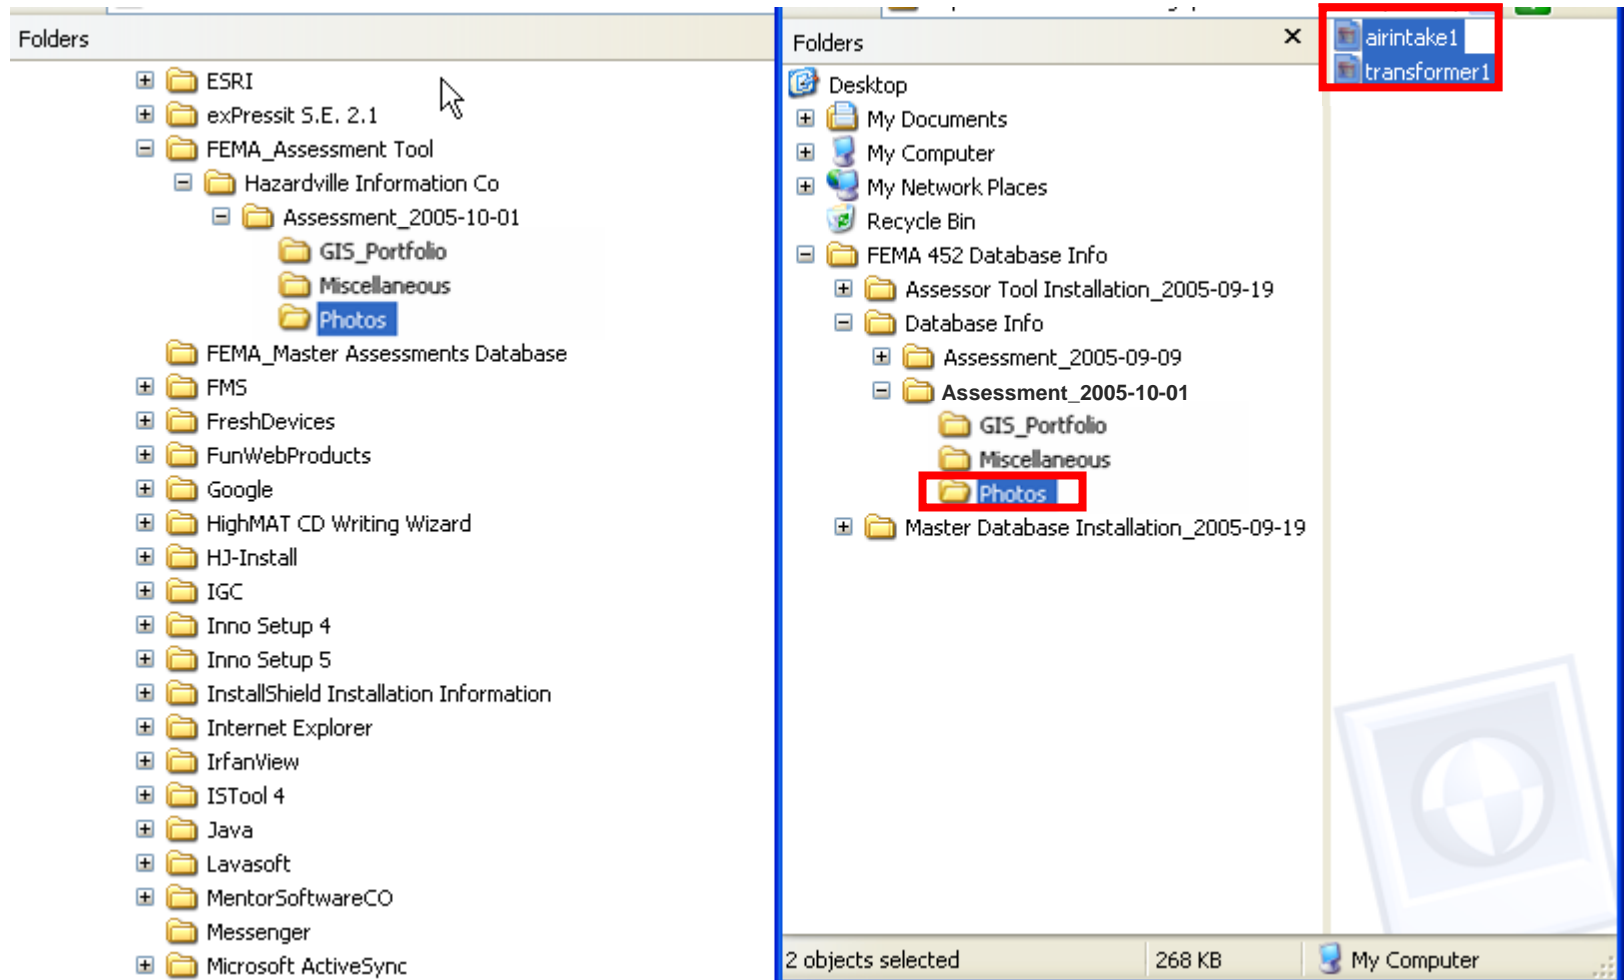 Folders
ESRI
exPressit S.E. 2.1
FEMA_Assessment Tool
Hazardville Information Co
Assessment_2005-10-01
GIS_Portfolio
Miscellaneous
Photos
FEMA_Master Assessments Database
FMS
FreshDevices
FunWebProducts
Google
HighMAT CD Writing Wizard
HJ-Install
IGC
Inno Setup 4
Inno Setup 5
InstallShield Installation Information
Internet Explorer
IrfanView
ISTool 4
Java
Lavasoft
MentorSoftwareCO
Messenger
Microsoft ActiveSync
Folders
Desktop
My Documents
My Computer
My Network Places
Recycle Bin
FEMA 452 Database Info
Assessor Tool Installation_2005-09-19
Database Info
Assessment_2005-09-09
Assessment_2005-10-01
GIS_Portfolio
Miscellaneous
Photos
Master Database Installation_2005-09-19
airintake1
transformer1
2 objects selected
268 KB
My Computer